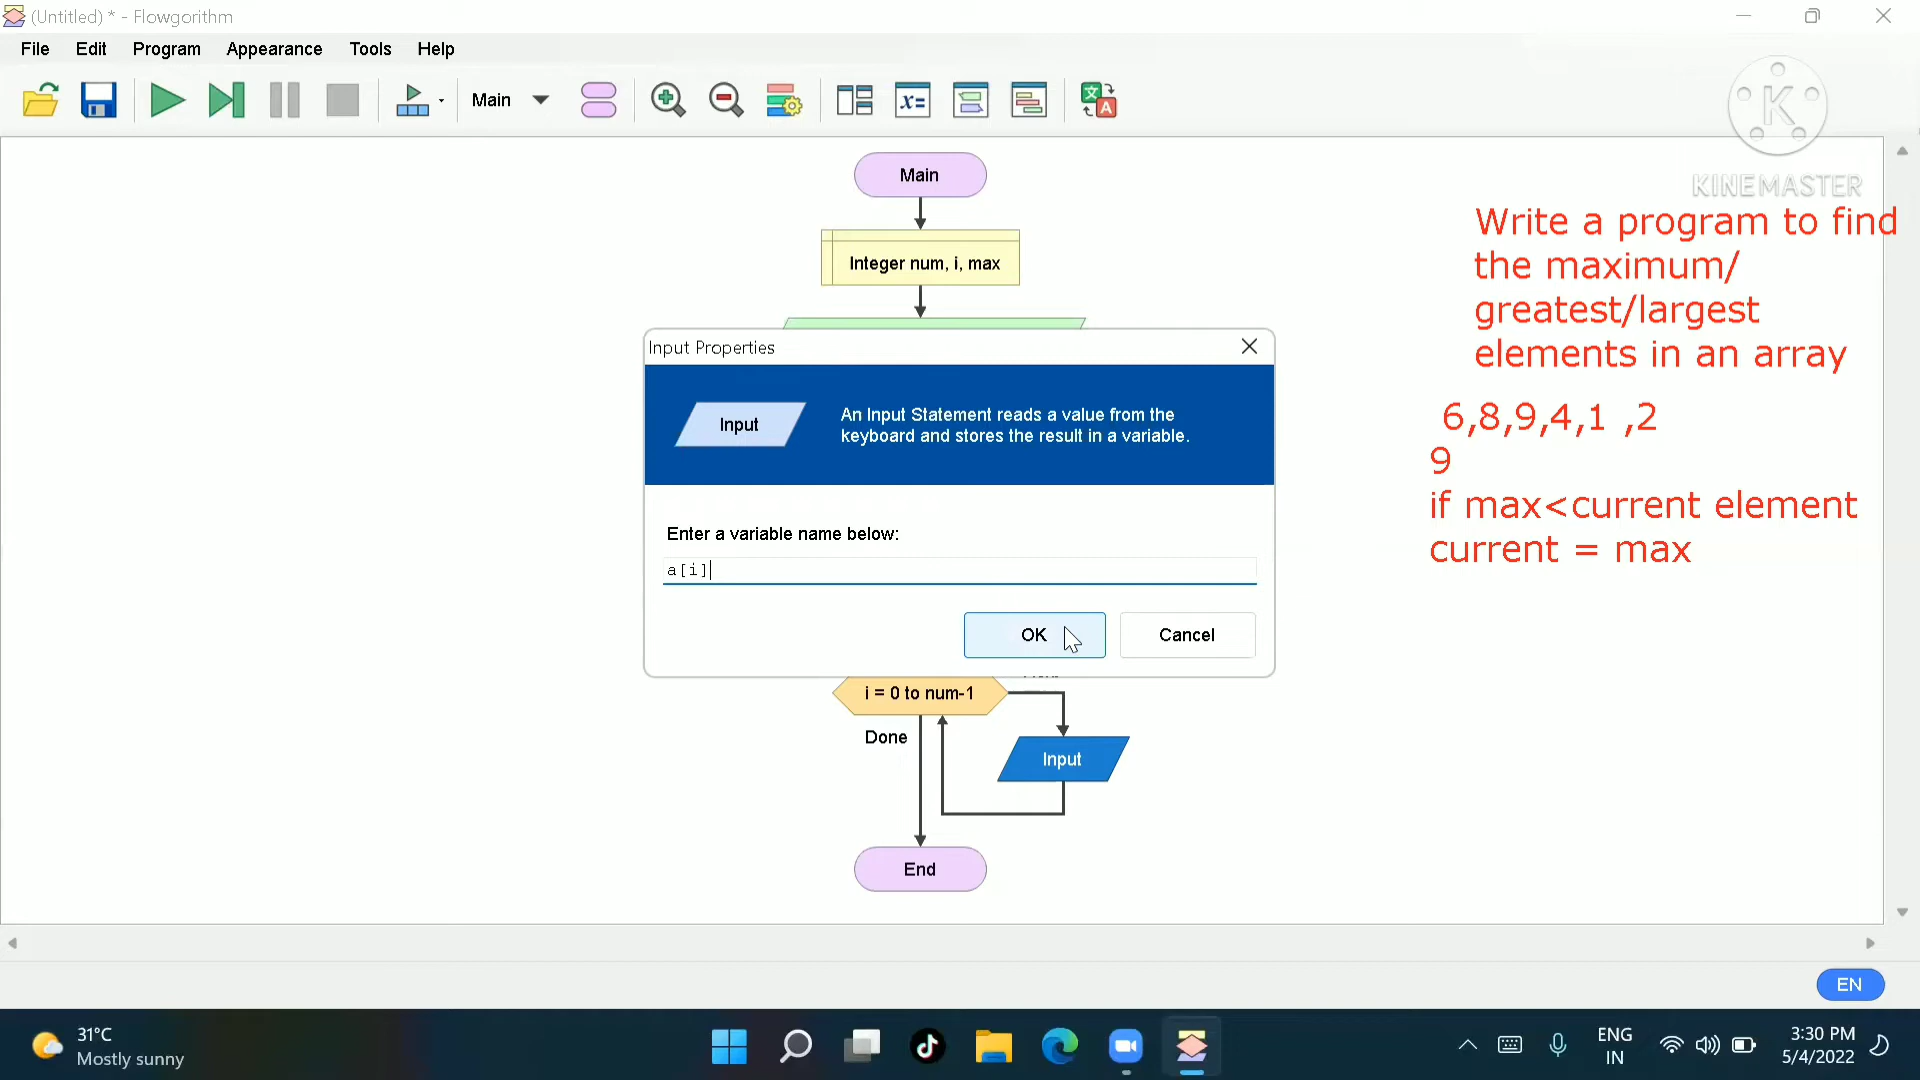 (Untitled) * - Flowgorithm
File Edit Program Appearance Tools Help
Main
x=
K
KINEMASTER
Main
Integer num, i, max
Write a program to find
the maximum/
greatest/largest
elements in an array
6,8,9,4,1 ,2
9
if max<current element
current = max
Input Properties
Input
An Input Statement reads a value from the
keyboard and stores the result in a variable.
Enter a variable name below:
a[i]
OK Cancel
i = 0 to num-1
Done
Input
End
EN
31°C
Mostly sunny
ENG
IN
3:30 PM
5/4/2022